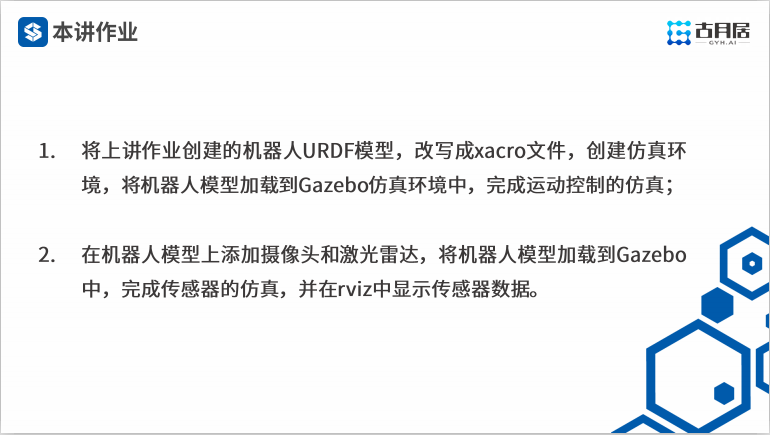 本讲作业
古月居
GYH.AI
1. 将上讲作业创建的机器人URDF模型，改写成xacro文件，创建仿真环
境，将机器人模型加载到Gazebo仿真环境中，完成运动控制的仿真；
2. 在机器人模型上添加摄像头和激光雷达，将机器人模型加载到Gazebo
中，完成传感器的仿真，并在rviz中显示传感器数据。